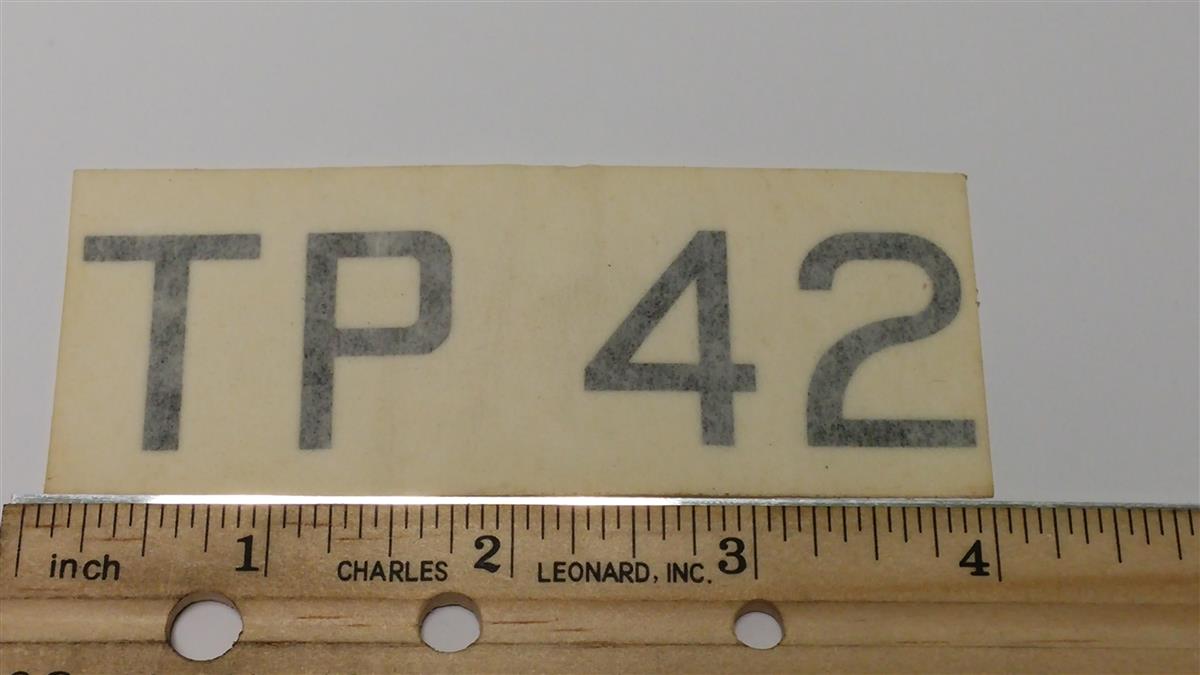 TP 42
1 2 3 4
inch CHARLES LEONARD, INC.